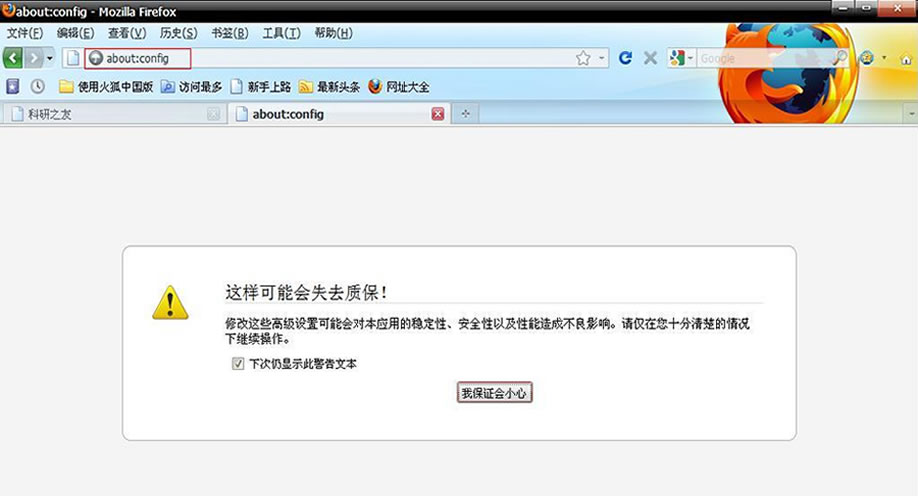 about:config - Mozilla Firefox
文件(F) 编辑(E) 查看(V) 历史(S) 书签(B) 工具(T) 帮助(H)
about:config Google
使用火狐中国版 访问最多 新手上路 最新头条 网址大全
科研之友 about:config
这样可能会失去质保!
修改这些高级设置可能会对本应用的稳定性、安全性以及性能造成不良影响。请仅在您十分清楚的情况
下继续操作。
下次仍显示此警告文本
我保证会小心